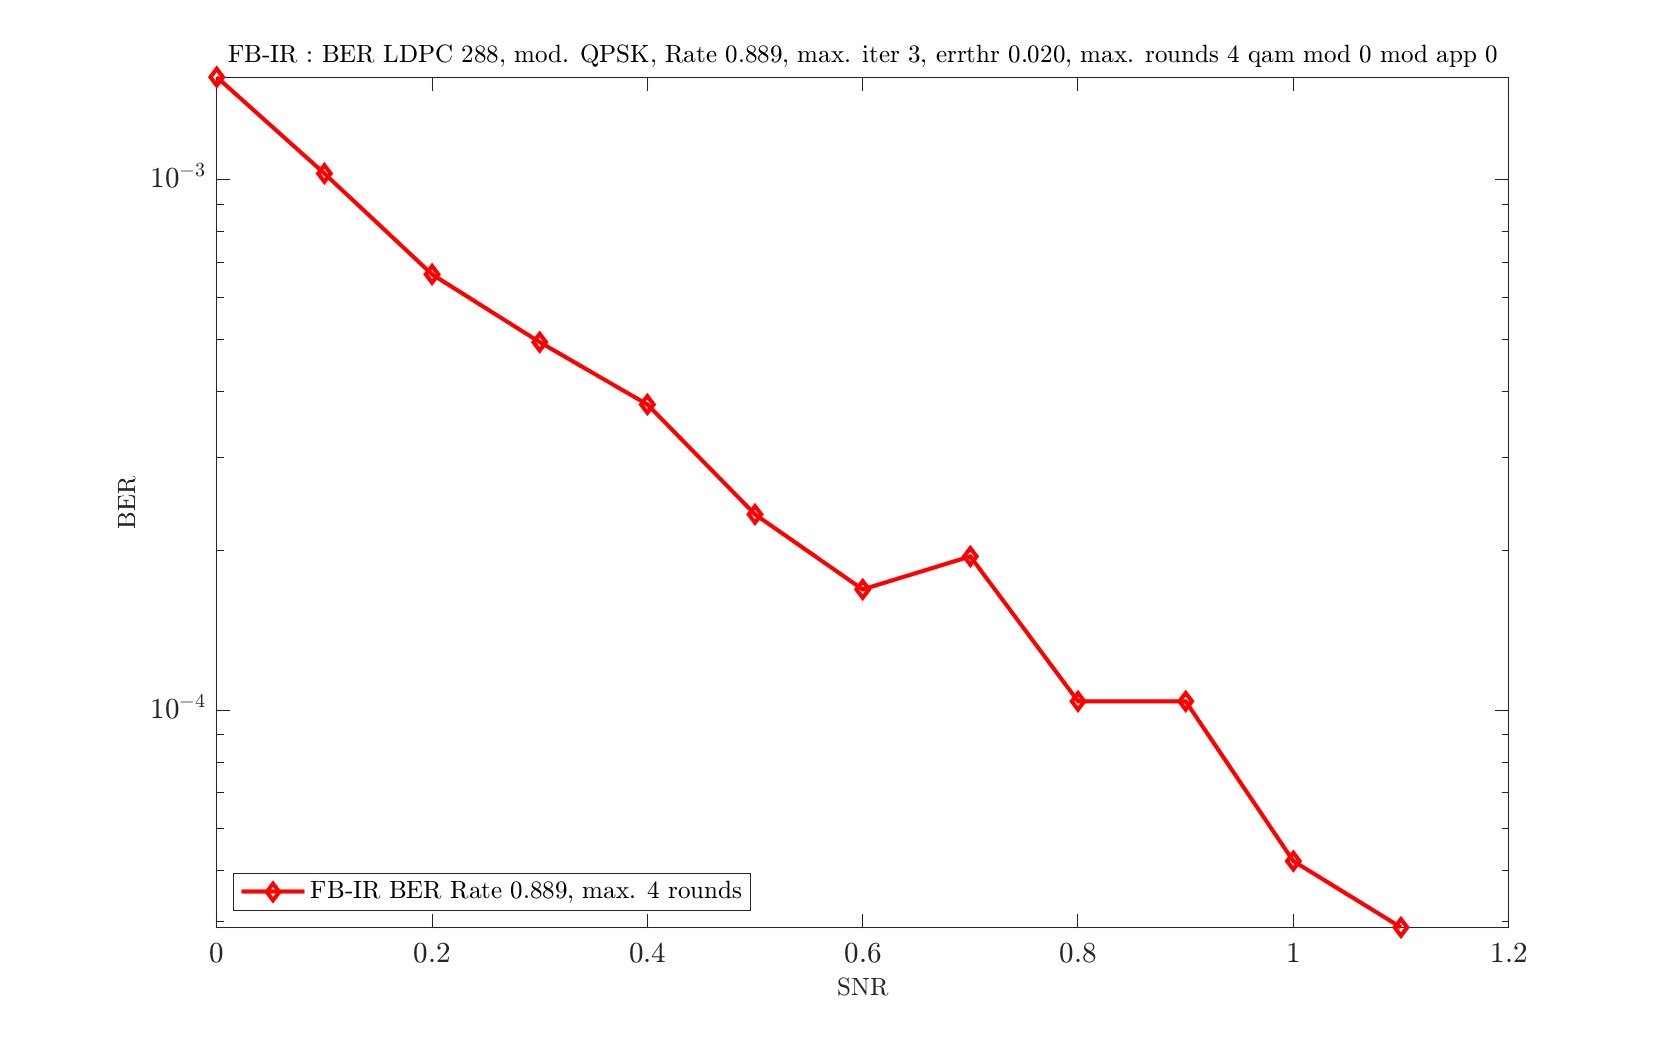 FB-IR : BER LDPC 288, mod. QPSK, Rate 0.889, max. iter 3, errthr 0.020, max. rounds 4 qam mod 0 mod app 0
10^{-3}
BER
10^{-4}
FB-IR BER Rate 0.889, max. 4 rounds
0 0.2 0.4 0.6 0.8 1 1.2
SNR